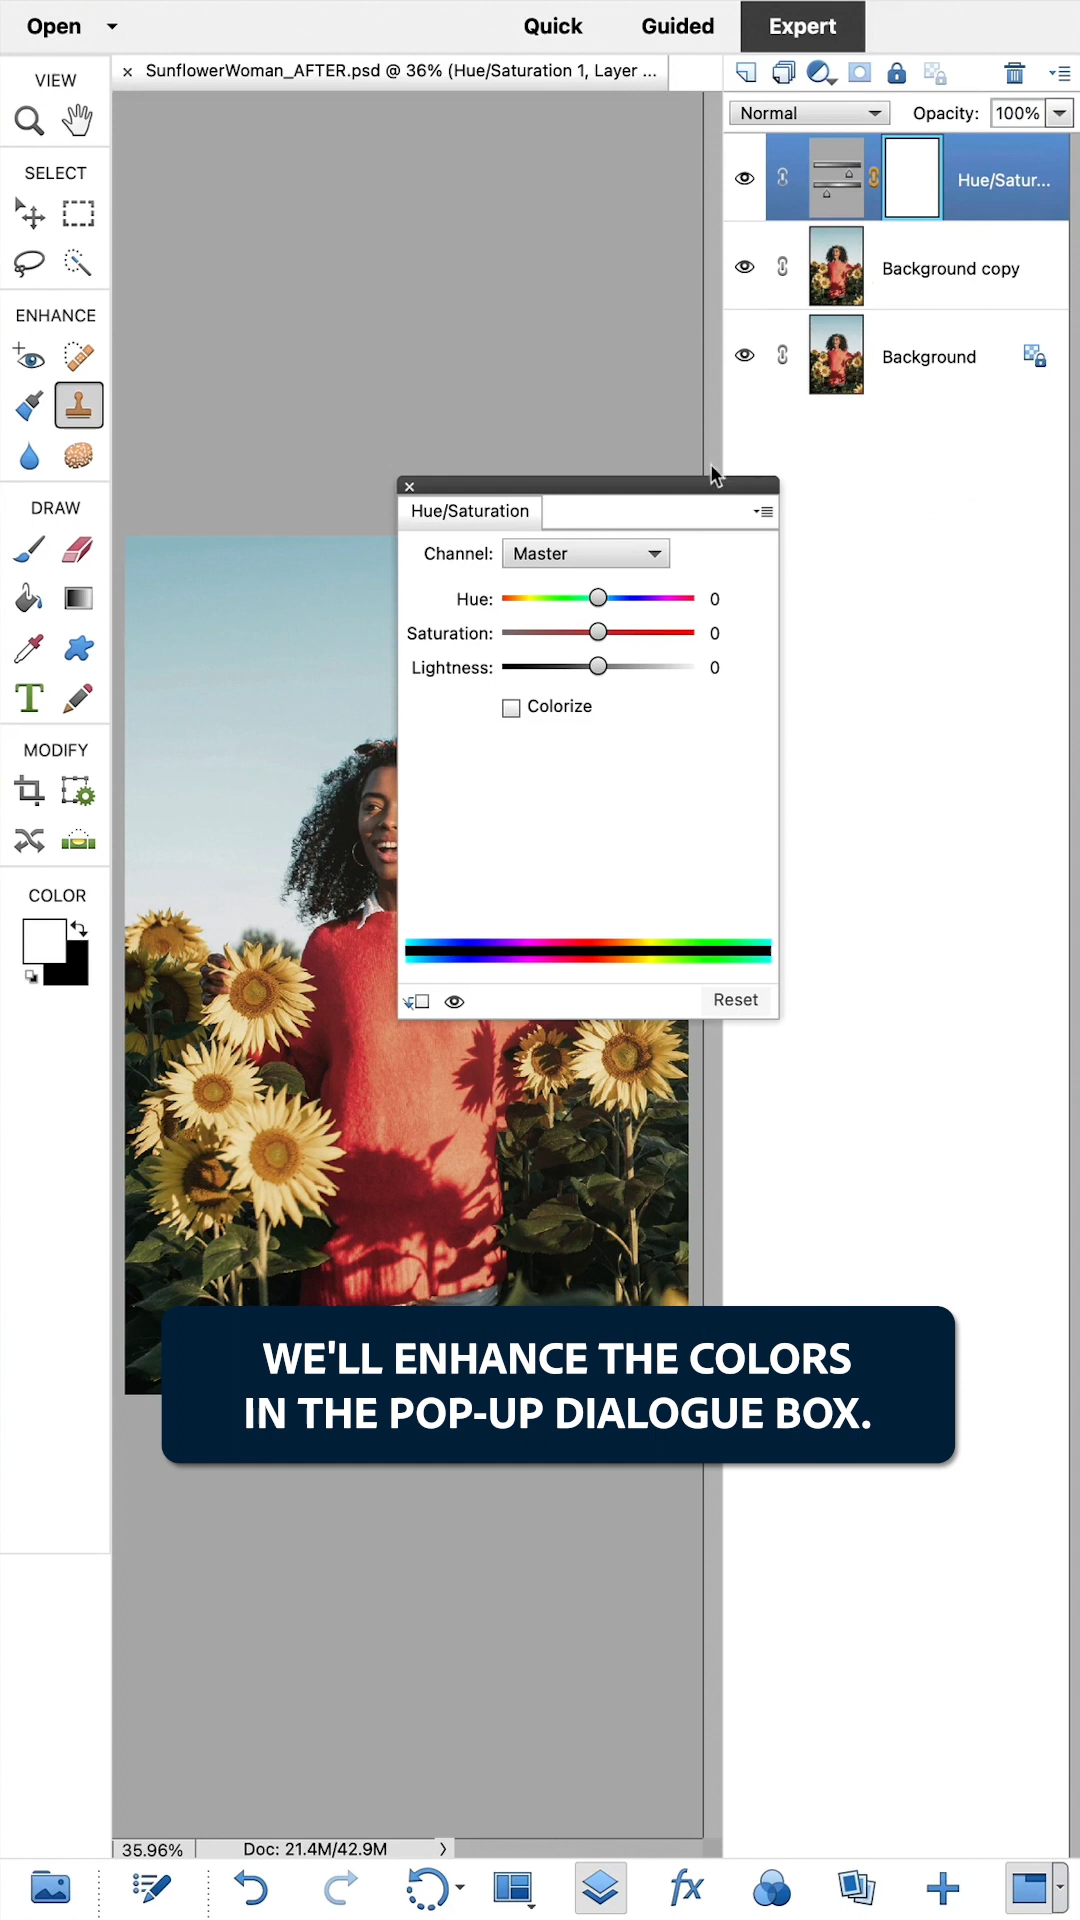 Open
Quick
Guided
Expert
VIEW
× SunflowerWoman_AFTER.psd @ 36% (Hue/Saturation 1, Layer ...
Normal
Opacity: 100%
SELECT
Hue/Satur...
Background copy
ENHANCE
Background
DRAW
Hue/Saturation
Channel: Master
Hue: 0
Saturation: 0
Lightness: 0
Colorize
T
MODIFY
COLOR
Reset
WE'LL ENHANCE THE COLORS
IN THE POP-UP DIALOGUE BOX.
35.96%
Doc: 21.4M/42.9M
fx